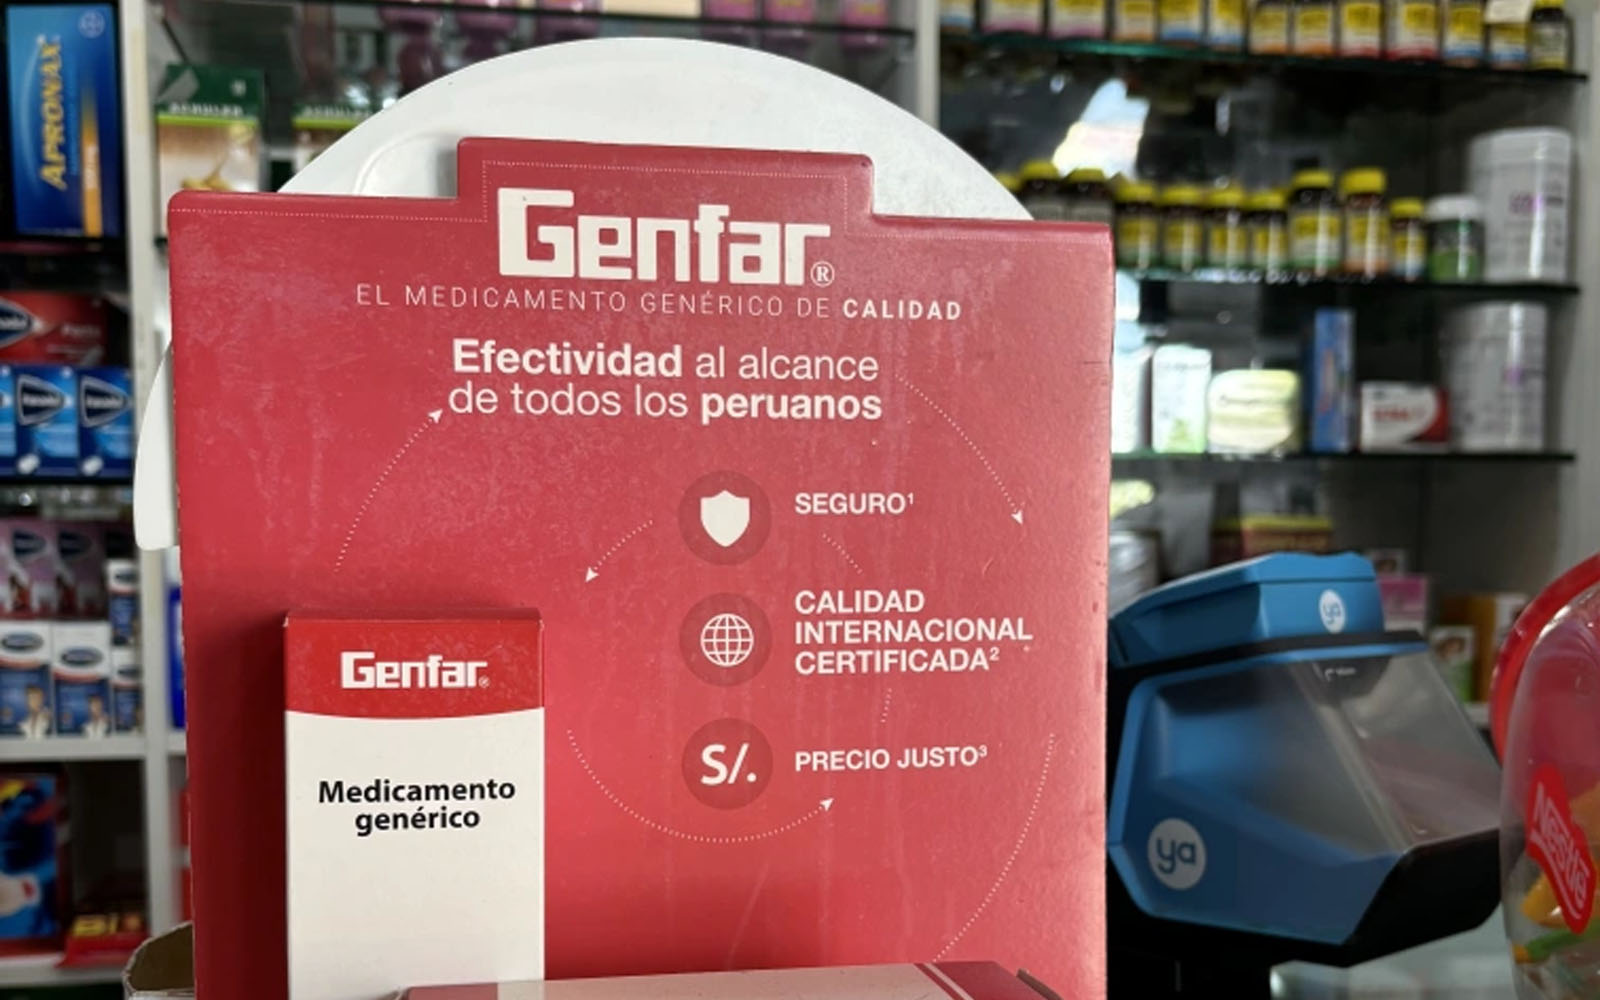 APRONAX
Genfar®
EL MEDICAMENTO GENÉRICO DE CALIDAD
Efectividad al alcance
de todos los peruanos
SEGURO¹
CALIDAD
INTERNACIONAL
CERTIFICADA²
S/.
PRECIO JUSTO³
Genfar®
Medicamento
genérico
ya
ya
Nestlé